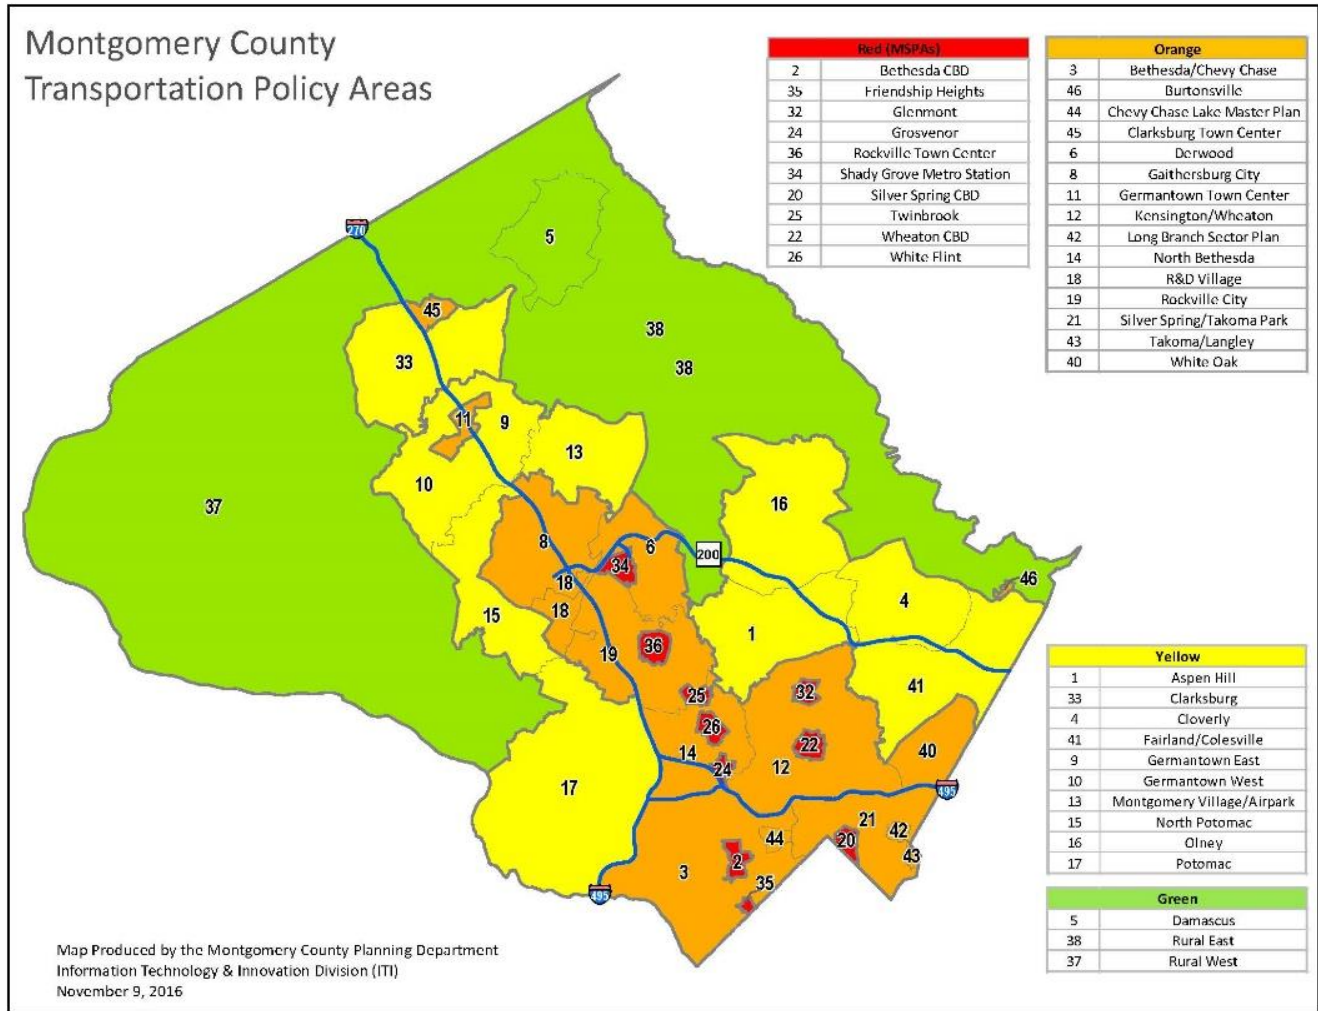 Montgomery County
Transportation Policy Areas
Red (MSPAs)
2 Bethesda CBD
35 Friendship Heights
32 Glenmont
24 Grosvenor
36 Rockville Town Center
34 Shady Grove Metro Station
20 Silver Spring CBD
25 Twinbrook
22 Wheaton CBD
26 White Flint
Orange
3 Bethesda/Chevy Chase
46 Burtonsville
44 Chevy Chase Lake Master Plan
45 Clarksburg Town Center
6 Derwood
8 Gaithersburg City
11 Germantown Town Center
12 Kensington/Wheaton
42 Long Branch Sector Plan
14 North Bethesda
18 R&D Village
19 Rockville City
21 Silver Spring/Takoma Park
43 Takoma/Langley
40 White Oak
270
5
45
38
33
38
11
9
13
10
16
37
8
6
200
34
18
46
18
15
4
1
36
19
41
25
32
26
22
14
40
24
12
17
495
21
42
44
20
43
2
3
35
495
Yellow
1 Aspen Hill
33 Clarksburg
4 Cloverly
41 Fairland/Colesville
9 Germantown East
10 Germantown West
13 Montgomery Village/Airpark
15 North Potomac
16 Olney
17 Potomac
Green
5 Damascus
38 Rural East
37 Rural West
Map Produced by the Montgomery County Planning Department
Information Technology & Innovation Division (ITI)
November 9, 2016